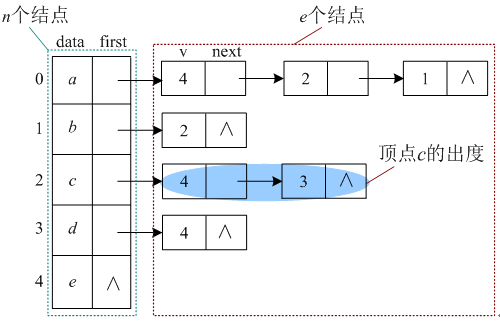 n个结点
e个结点
data first
v next
0 a 4 2 1 ∧
1 b 2 ∧
2 c 4 3 ∧
顶点c的出度
3 d 4 ∧
4 e ∧